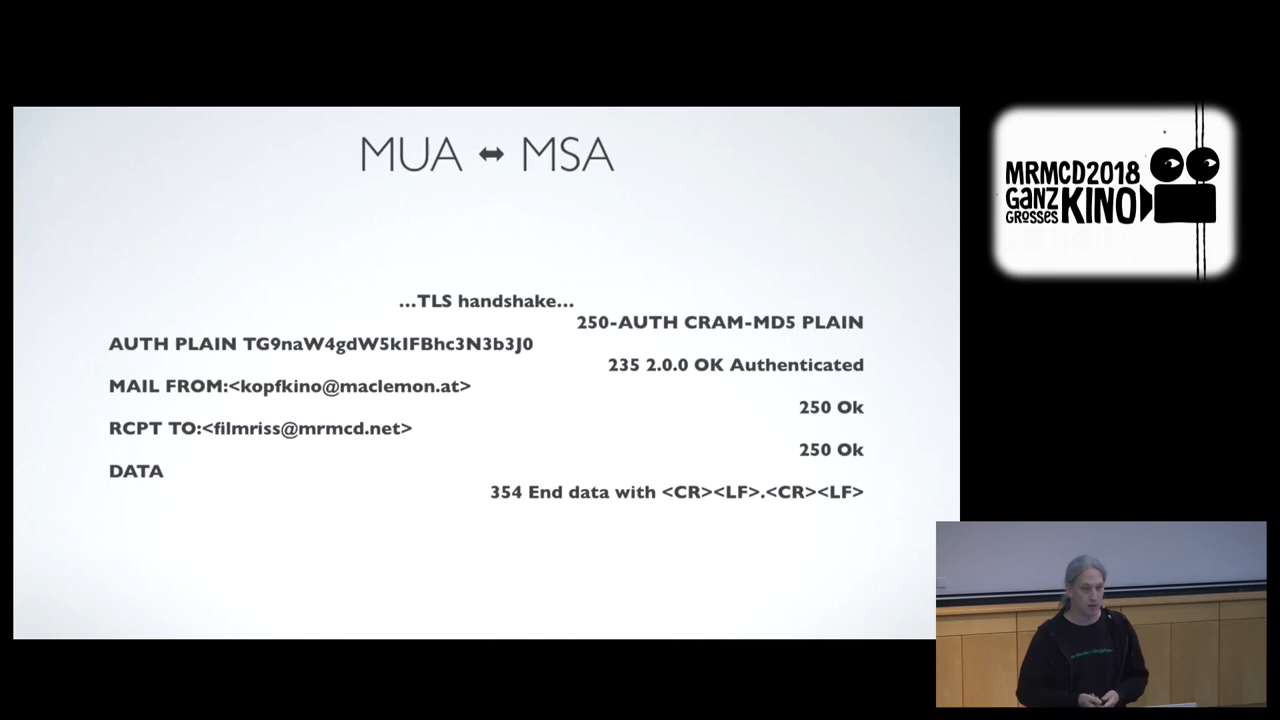 MUA ⬌ MSA
...TLS handshake...
250-AUTH CRAM-MD5 PLAIN
AUTH PLAIN TG9naW4gdW5kIFBhc3N3b3J0
235 2.0.0 OK Authenticated
MAIL FROM:<kopfkino@maclemon.at>
250 Ok
RCPT TO:<filmriss@mrmcd.net>
250 Ok
DATA
354 End data with <CR><LF>.<CR><LF>
MRMCD2018
GANZ
GROSSES
KINO